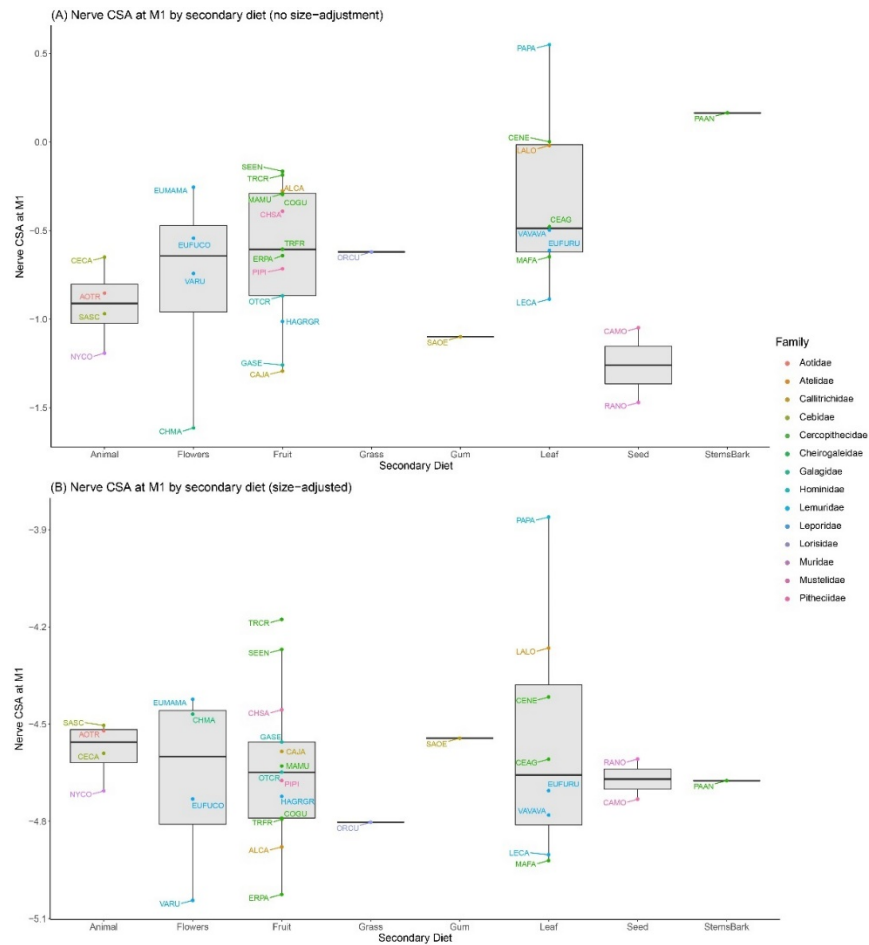 (A) Nerve CSA at M1 by secondary diet (no size-adjustment)
Nerve CSA at M1
0.5
0.0
−0.5
−1.0
−1.5
PAPA
PAAN
CENE
LALO
SEEN
TRCR
EUMAMA
ALCA
MAMU
COGU
CHSA
CEAG
VAVAVA
EUFUCO
TRFR
EUFURU
CECA
ERPA
ORCU
MAFA
PIPI
VARU
AOTR
OTCR
LECA
SASC
HAGRGR
CAMO
SAOE
NYCO
GASE
CAJA
RANO
CHMA
Animal Flowers Fruit Grass Gum Leaf Seed StemsBark
Secondary Diet
Family
Aotidae
Atelidae
Callitrichidae
Cebidae
Cercopithecidae
Cheirogaleidae
Galagidae
Hominidae
Lemuridae
Leporidae
Lorisidae
Muridae
Mustelidae
Pitheciidae
(B) Nerve CSA at M1 by secondary diet (size-adjusted)
Nerve CSA at M1
−3.9
−4.2
−4.5
−4.8
−5.1
PAPA
TRCR
SEEN
LALO
EUMAMA
CENE
CHSA
CHMA
SASC
AOTR
GASE
SAOE
CAJA
CECA
MAMU
CEAG
RANO
OTCR
PIPI
EUFURU
PAAN
NYCO
HAGRGR
EUFUCO
CAMO
COGU
VAVAVA
TRFR
ORCU
ALCA
LECA
MAFA
ERPA
VARU
Animal Flowers Fruit Grass Gum Leaf Seed StemsBark
Secondary Diet